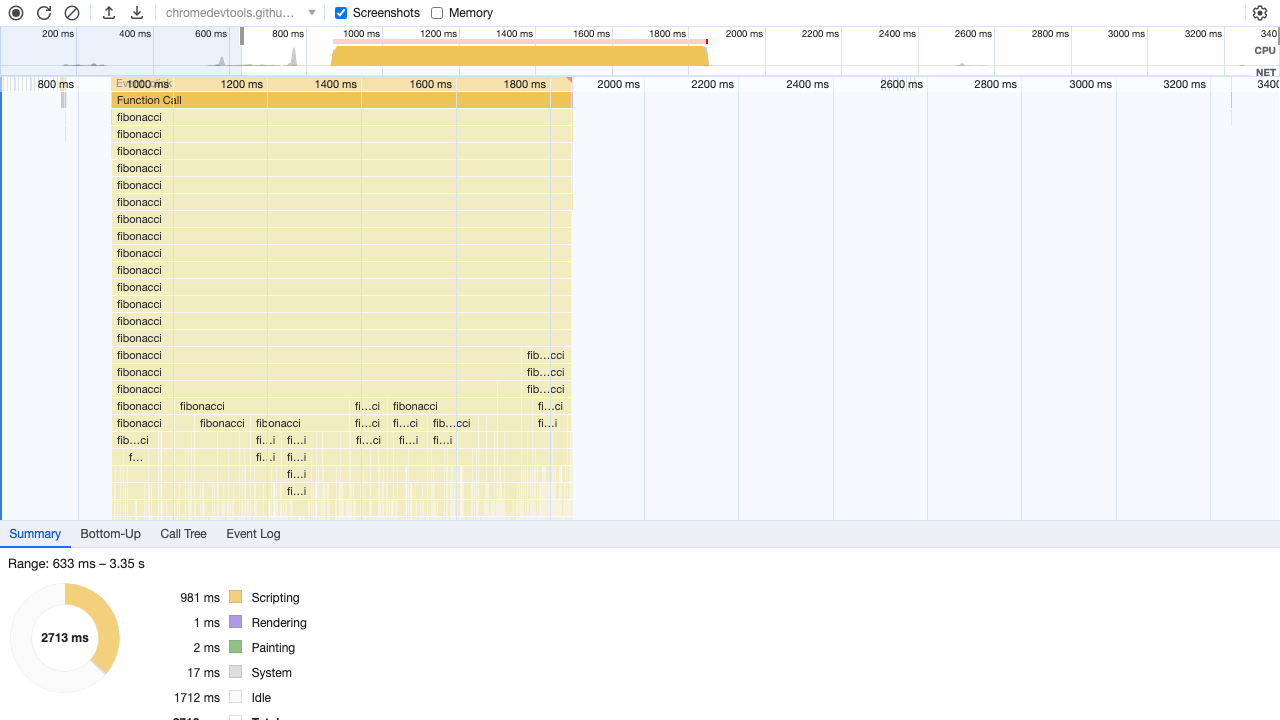 chromedevtools.githu… Screenshots Memory
200 ms 400 ms 600 ms 800 ms 1000 ms 1200 ms 1400 ms 1600 ms 1800 ms 2000 ms 2200 ms 2400 ms 2600 ms 2800 ms 3000 ms 3200 ms 340
CPU
NET
800 ms 1000 ms 1200 ms 1400 ms 1600 ms 1800 ms 2000 ms 2200 ms 2400 ms 2600 ms 2800 ms 3000 ms 3200 ms 3400
Function Call
fibonacci
fibonacci
fibonacci
fibonacci
fibonacci
fibonacci
fibonacci
fibonacci
fibonacci
fibonacci
fibonacci
fibonacci
fibonacci
fibonacci
fibonacci fib…cci
fibonacci fib…cci
fibonacci fib…cci
fibonacci fibonacci fi…ci fibonacci fi…ci
fibonacci fibonacci fibonacci fi…ci fi…ci fib…cci fi…i
fib…ci fi…i fi…i fi…ci fi…i fi…i
f… fi…i fi…i
fi…i
fi…i
Summary Bottom-Up Call Tree Event Log
Range: 633 ms – 3.35 s
2713 ms
981 ms Scripting
1 ms Rendering
2 ms Painting
17 ms System
1712 ms Idle